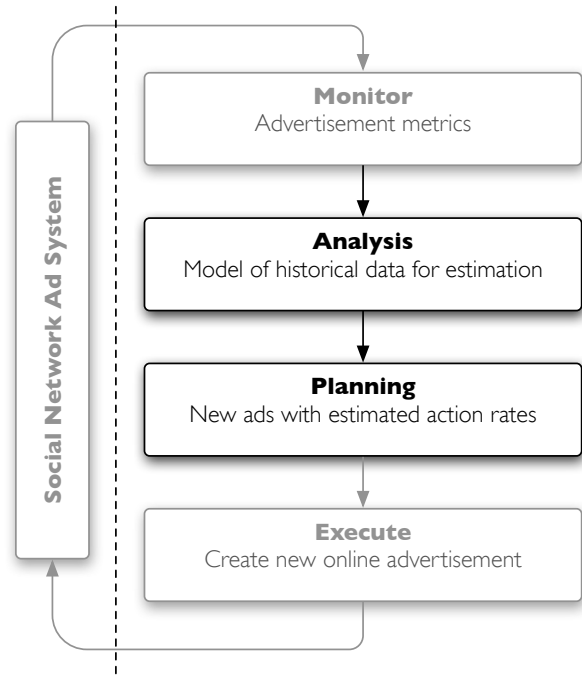 Social Network Ad System
Monitor
Advertisement metrics
Analysis
Model of historical data for estimation
Planning
New ads with estimated action rates
Execute
Create new online advertisement